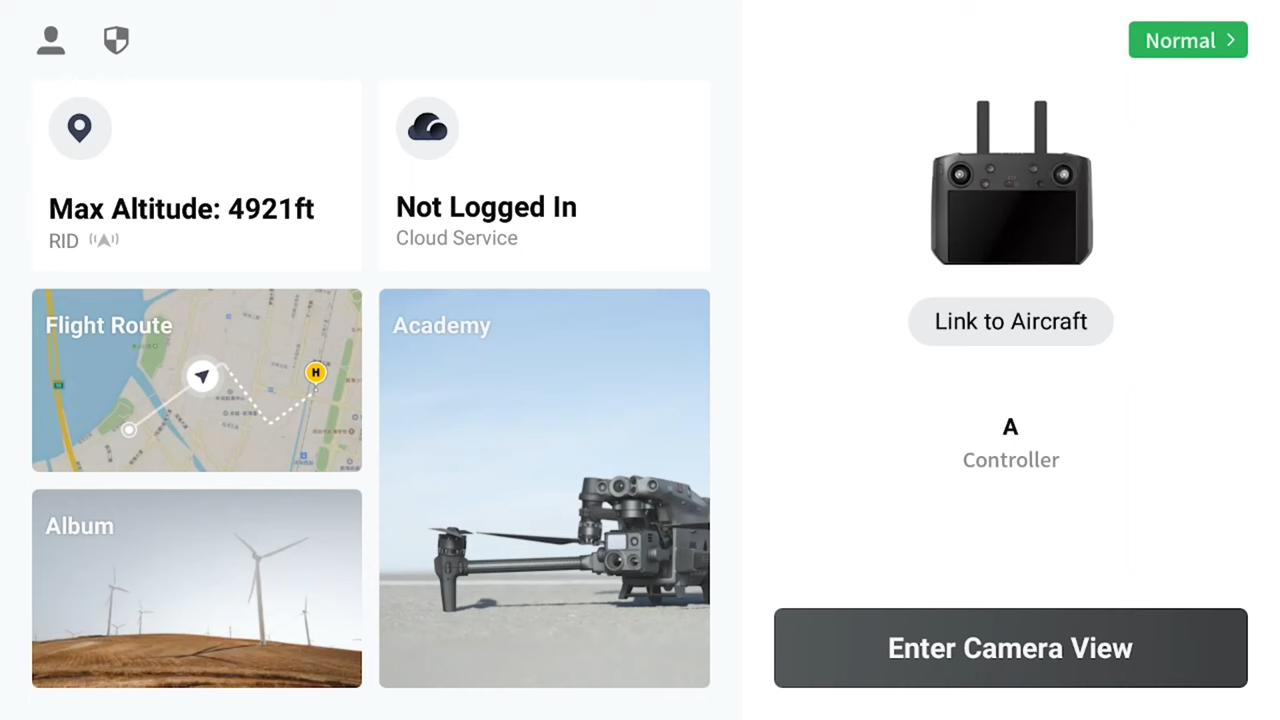 Normal
Max Altitude: 4921ft
RID
Not Logged In
Cloud Service
Flight Route
H
Academy
Album
Link to Aircraft
A
Controller
Enter Camera View